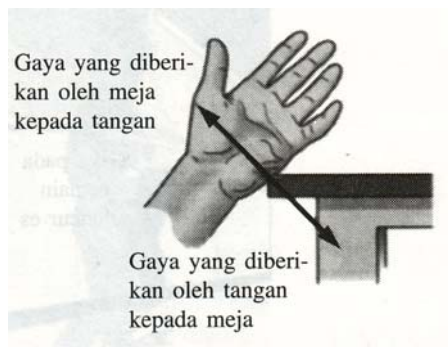 Gaya yang diberi-
kan oleh meja
kepada tangan
Gaya yang diberi-
kan oleh tangan
kepada meja